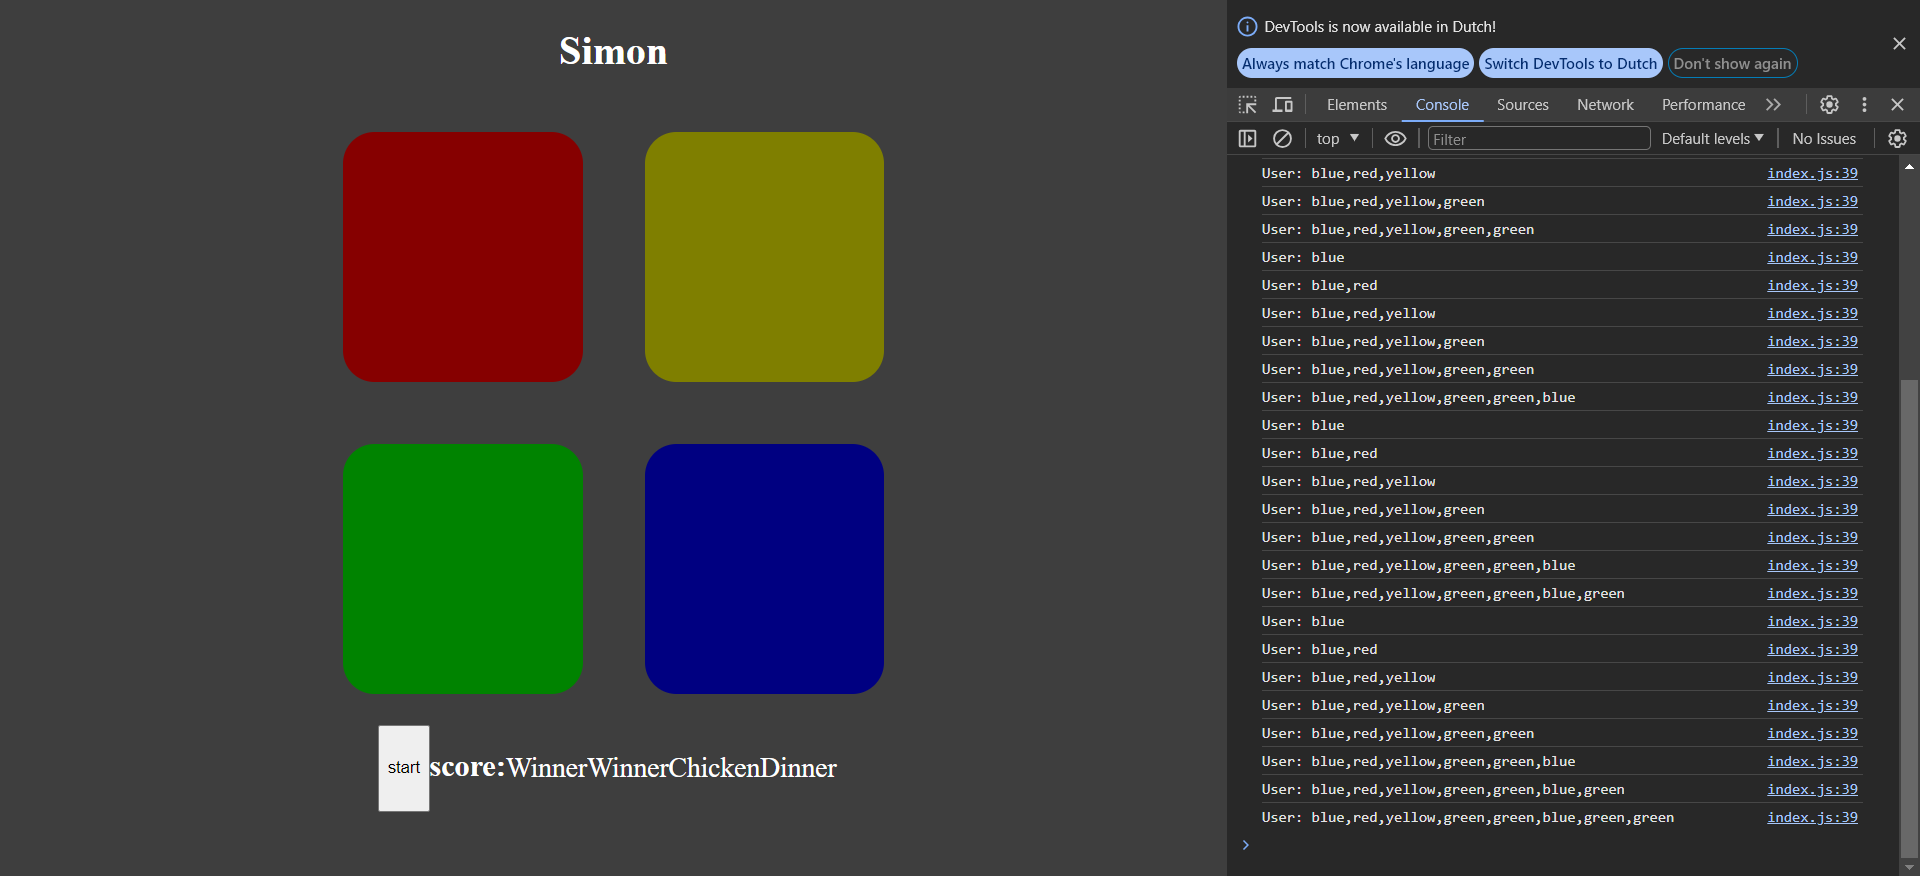 Simon
start
score:WinnerWinnerChickenDinner
DevTools is now available in Dutch!
Always match Chrome's language Switch DevTools to Dutch Don't show again
Elements Console Sources Network Performance
top Filter Default levels No Issues
User: blue,red,yellow index.js:39
User: blue,red,yellow,green index.js:39
User: blue,red,yellow,green,green index.js:39
User: blue index.js:39
User: blue,red index.js:39
User: blue,red,yellow index.js:39
User: blue,red,yellow,green index.js:39
User: blue,red,yellow,green,green index.js:39
User: blue,red,yellow,green,green,blue index.js:39
User: blue index.js:39
User: blue,red index.js:39
User: blue,red,yellow index.js:39
User: blue,red,yellow,green index.js:39
User: blue,red,yellow,green,green index.js:39
User: blue,red,yellow,green,green,blue index.js:39
User: blue,red,yellow,green,green,blue,green index.js:39
User: blue index.js:39
User: blue,red index.js:39
User: blue,red,yellow index.js:39
User: blue,red,yellow,green index.js:39
User: blue,red,yellow,green,green index.js:39
User: blue,red,yellow,green,green,blue index.js:39
User: blue,red,yellow,green,green,blue,green index.js:39
User: blue,red,yellow,green,green,blue,green,green index.js:39